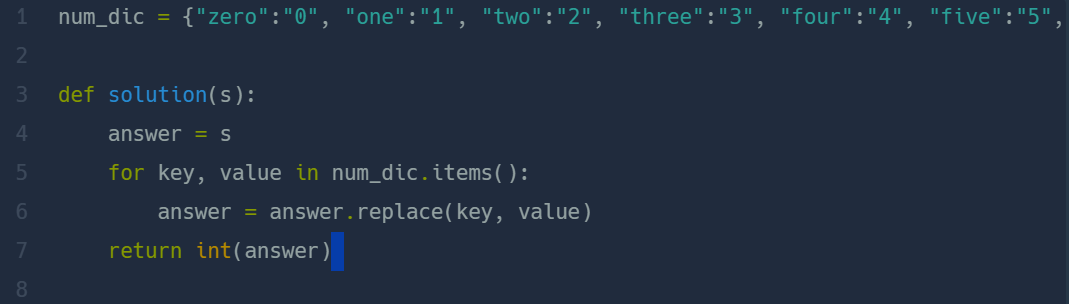 1 num_dic = {"zero":"0", "one":"1", "two":"2", "three":"3", "four":"4", "five":"5",
2
3 def solution(s):
4     answer = s
5     for key, value in num_dic.items():
6         answer = answer.replace(key, value)
7     return int(answer)
8